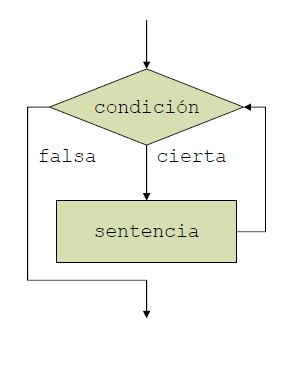 condición
falsa
cierta
sentencia